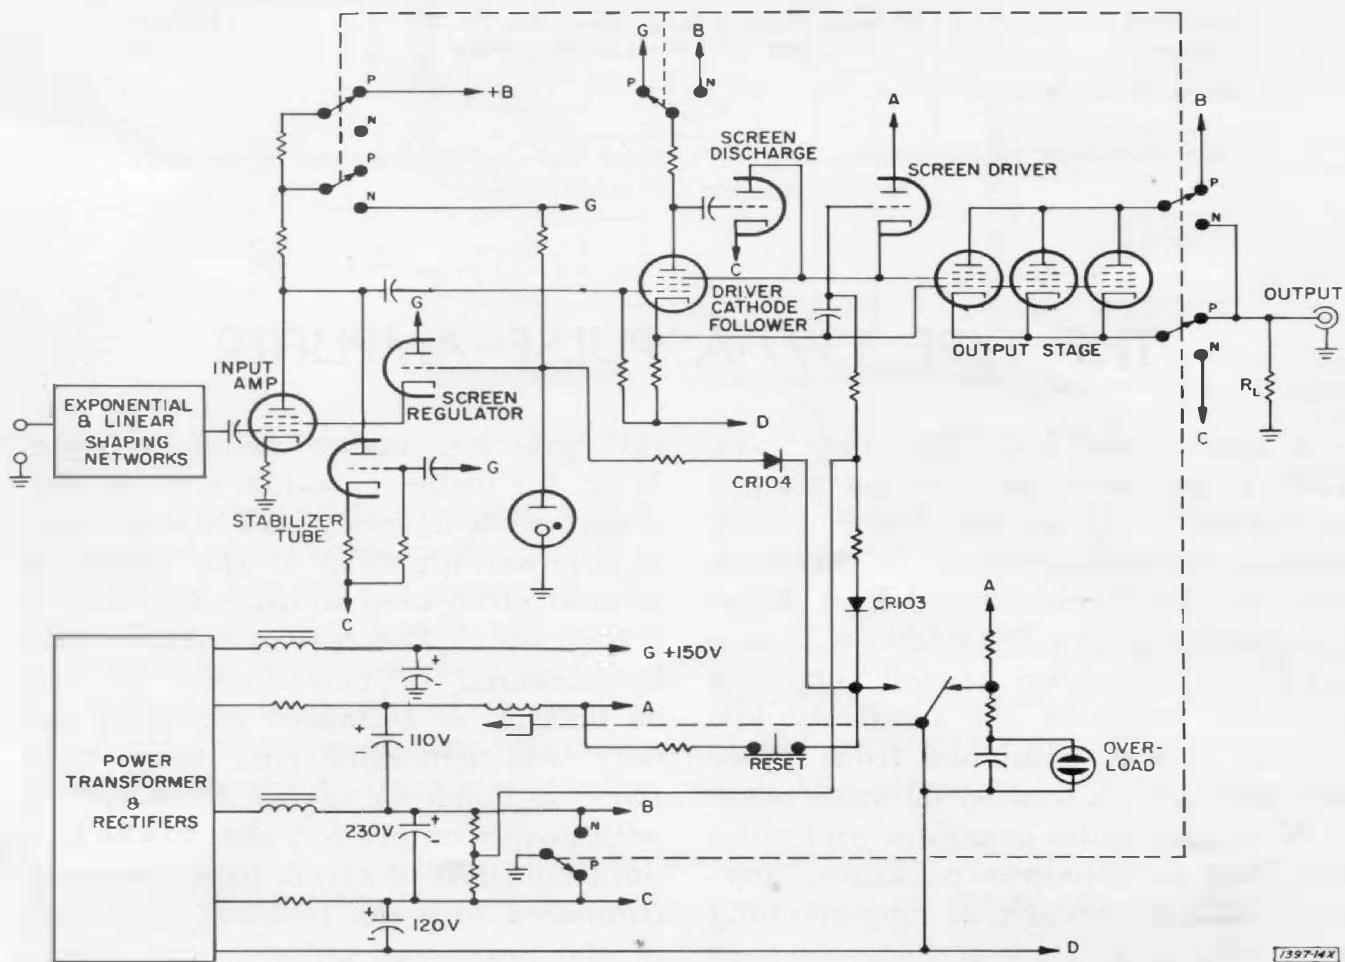 G
B
P
N
P
+B
N
P
N
G
SCREEN
DISCHARGE
A
SCREEN DRIVER
B
P
N
C
DRIVER
CATHODE
FOLLOWER
G
INPUT
AMP
SCREEN
REGULATOR
OUTPUT STAGE
P
OUTPUT
N
R_L
C
EXPONENTIAL
& LINEAR
SHAPING
NETWORKS
G
D
CR104
STABILIZER
TUBE
C
CR103
A
G +150V
A
+
-
+
110V
RESET
OVER-
LOAD
POWER
TRANSFORMER
&
RECTIFIERS
B
230V
+
-
N
P
C
+
-
120V
D
1397-14X